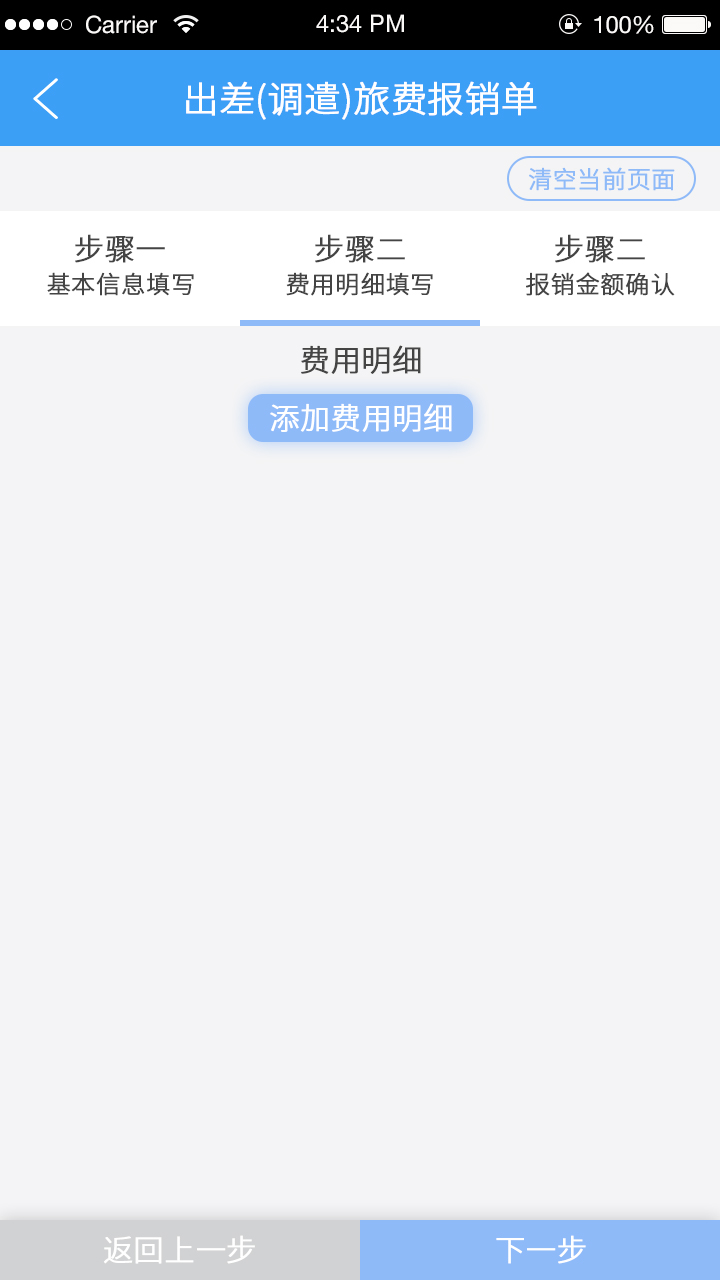 Carrier 4:34 PM 100%
出差(调遣)旅费报销单
清空当前页面
步骤一 步骤二 步骤二
基本信息填写 费用明细填写 报销金额确认
费用明细
添加费用明细
返回上一步 下一步